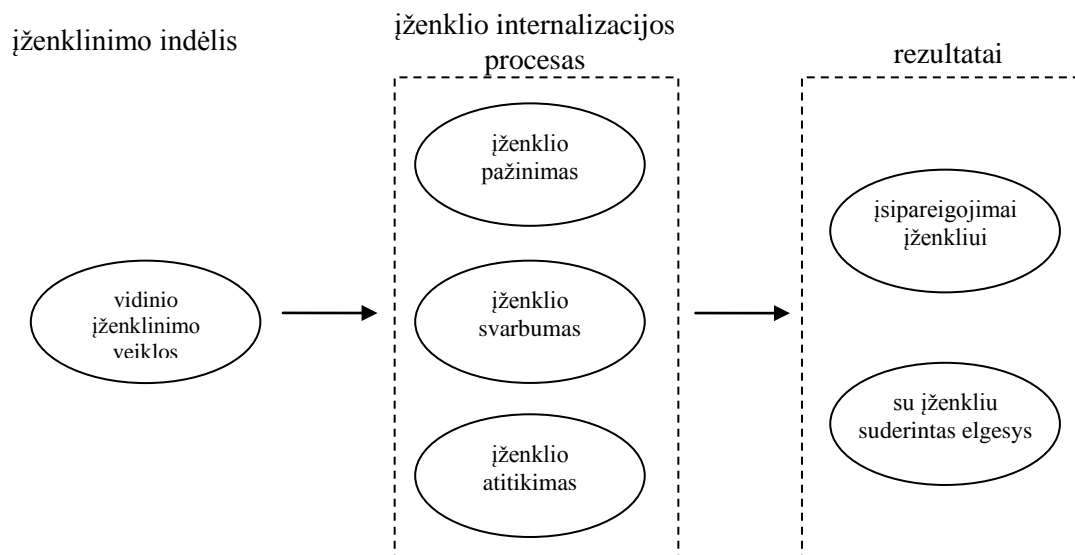 įženklinimo indėlis
įženklio internalizacijos
procesas
rezultatai
įženklio
pažinimas
įsipareigojimai
įženkliui
vidinio
įženklinimo
veiklos
įženklio
svarbumas
su įženkliu
suderintas elgesys
įženklio
atitikimas